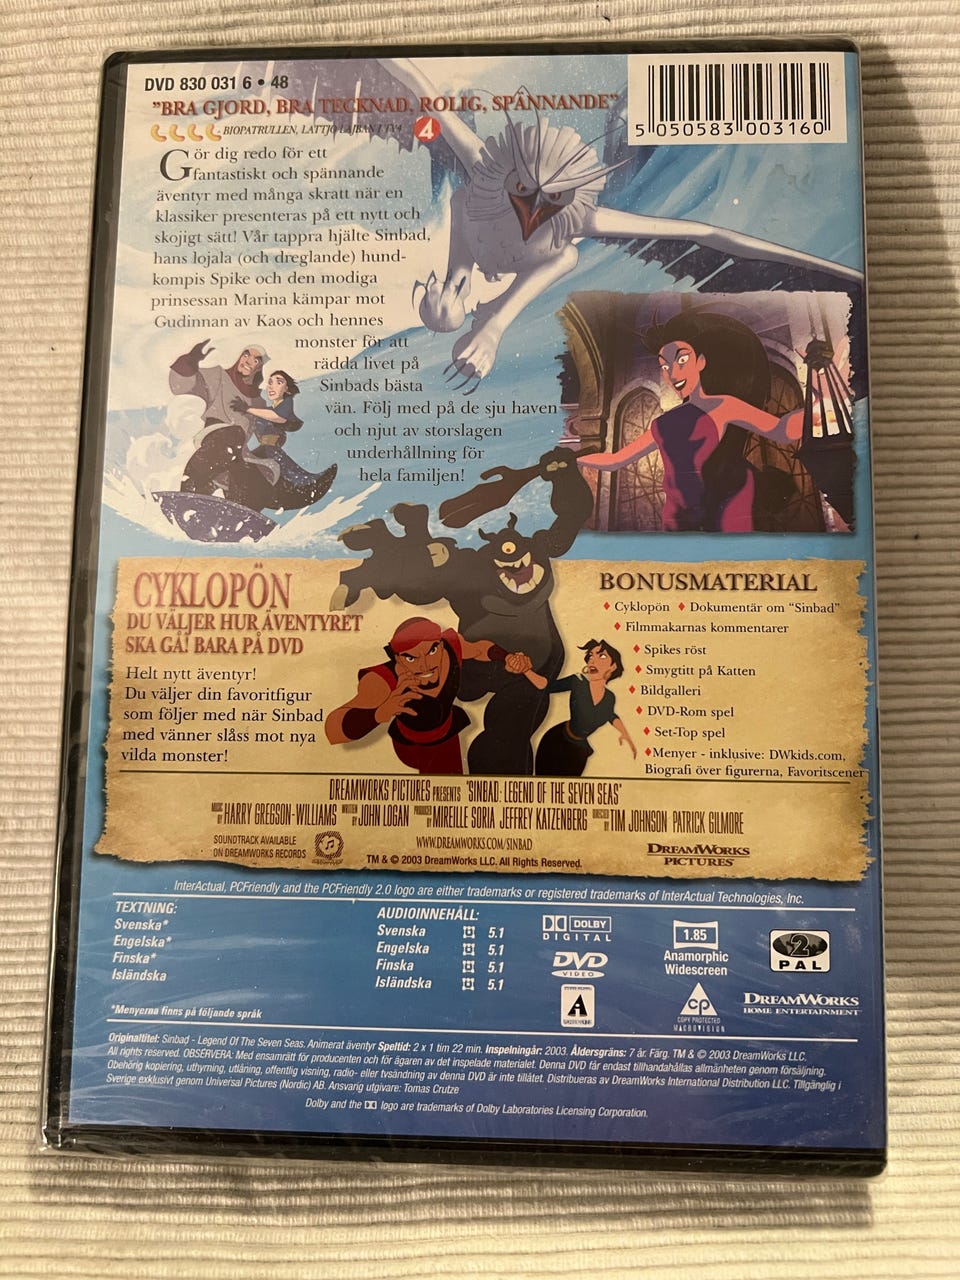 DVD 830 031 6 • 48
"BRA GJORD, BRA TECKNAD, ROLIG, SPÄNNANDE"
BIOPATRULLEN, LATTJO LAJBAN I TV4
4
5 050583 003160
Gör dig redo för ett
fantastiskt och spännande
äventyr med många skratt när en
klassiker presenteras på ett nytt och
skojigt sätt! Vår tappra hjälte Sinbad,
hans lojala (och dreglande) hund-
kompis Spike och den modiga
prinsessan Marina kämpar mot
Gudinnan av Kaos och hennes
monster för att
rädda livet på
Sinbads bästa
vän. Följ med på de sju haven
och njut av storslagen
underhållning för
hela familjen!
CYKLOPÖN
DU VÄLJER HUR ÄVENTYRET
SKA GÅ! BARA PÅ DVD
Helt nytt äventyr!
Du väljer din favoritfigur
som följer med när Sinbad
med vänner slåss mot nya
vilda monster!
BONUSMATERIAL
♦ Cyklopön ♦ Dokumentär om "Sinbad"
♦ Filmmakarnas kommentarer
♦ Spikes röst
♦ Smygtitt på Katten
♦ Bildgalleri
♦ DVD-Rom spel
♦ Set-Top spel
♦Menyer - inklusive: DWkids.com,
Biografi över figurerna, Favoritscener
DREAMWORKS PICTURES PRESENTS "SINBAD: LEGEND OF THE SEVEN SEAS"
MUSIC BY HARRY GREGSON-WILLIAMS WRITTEN BY JOHN LOGAN PRODUCED BY MIREILLE SORIA JEFFREY KATZENBERG DIRECTED BY TIM JOHNSON PATRICK GILMORE
SOUNDTRACK AVAILABLE
ON DREAMWORKS RECORDS
WWW.DREAMWORKS.COM/SINBAD
TM & © 2003 DreamWorks LLC. All Rights Reserved.
DREAMWORKS
PICTURES
InterActual, PCFriendly and the PCFriendly 2.0 logo are either trademarks or registered trademarks of InterActual Technologies, Inc.
TEXTNING:
Svenska*
Engelska*
Finska*
Isländska
*Menyerna finns på följande språk
AUDIOINNEHÅLL:
Svenska 5.1
Engelska 5.1
Finska 5.1
Isländska 5.1
DOLBY
DIGITAL
DVD
VIDEO
A
1.85
Anamorphic
Widescreen
CP
COPY PROTECTED
MACROVISION
2
PAL
DREAMWORKS
HOME ENTERTAINMENT
Originaltitel: Sinbad - Legend Of The Seven Seas. Animerat äventyr Speltid: 2 x 1 tim 22 min. Inspelningår: 2003. Åldersgräns: 7 år. Färg. TM & © 2003 DreamWorks LLC.
All rights reserved. OBSERVERA: Med ensamrätt för producenten och för ägaren av det inspelade materialet. Denna DVD får endast tillhandahållas allmänheten genom försäljning.
Obehörig kopiering, uthyrning, utlåning, offentlig visning, radio- eller tv-sändning av denna DVD är inte tillåtet. Distribueras av DreamWorks International Distribution LLC. Tillgänglig i
Sverige exklusivt genom Universal Pictures (Nordic) AB. Ansvarig utgivare: Tomas Crutze
Dolby and the logo are trademarks of Dolby Laboratories Licensing Corporation.